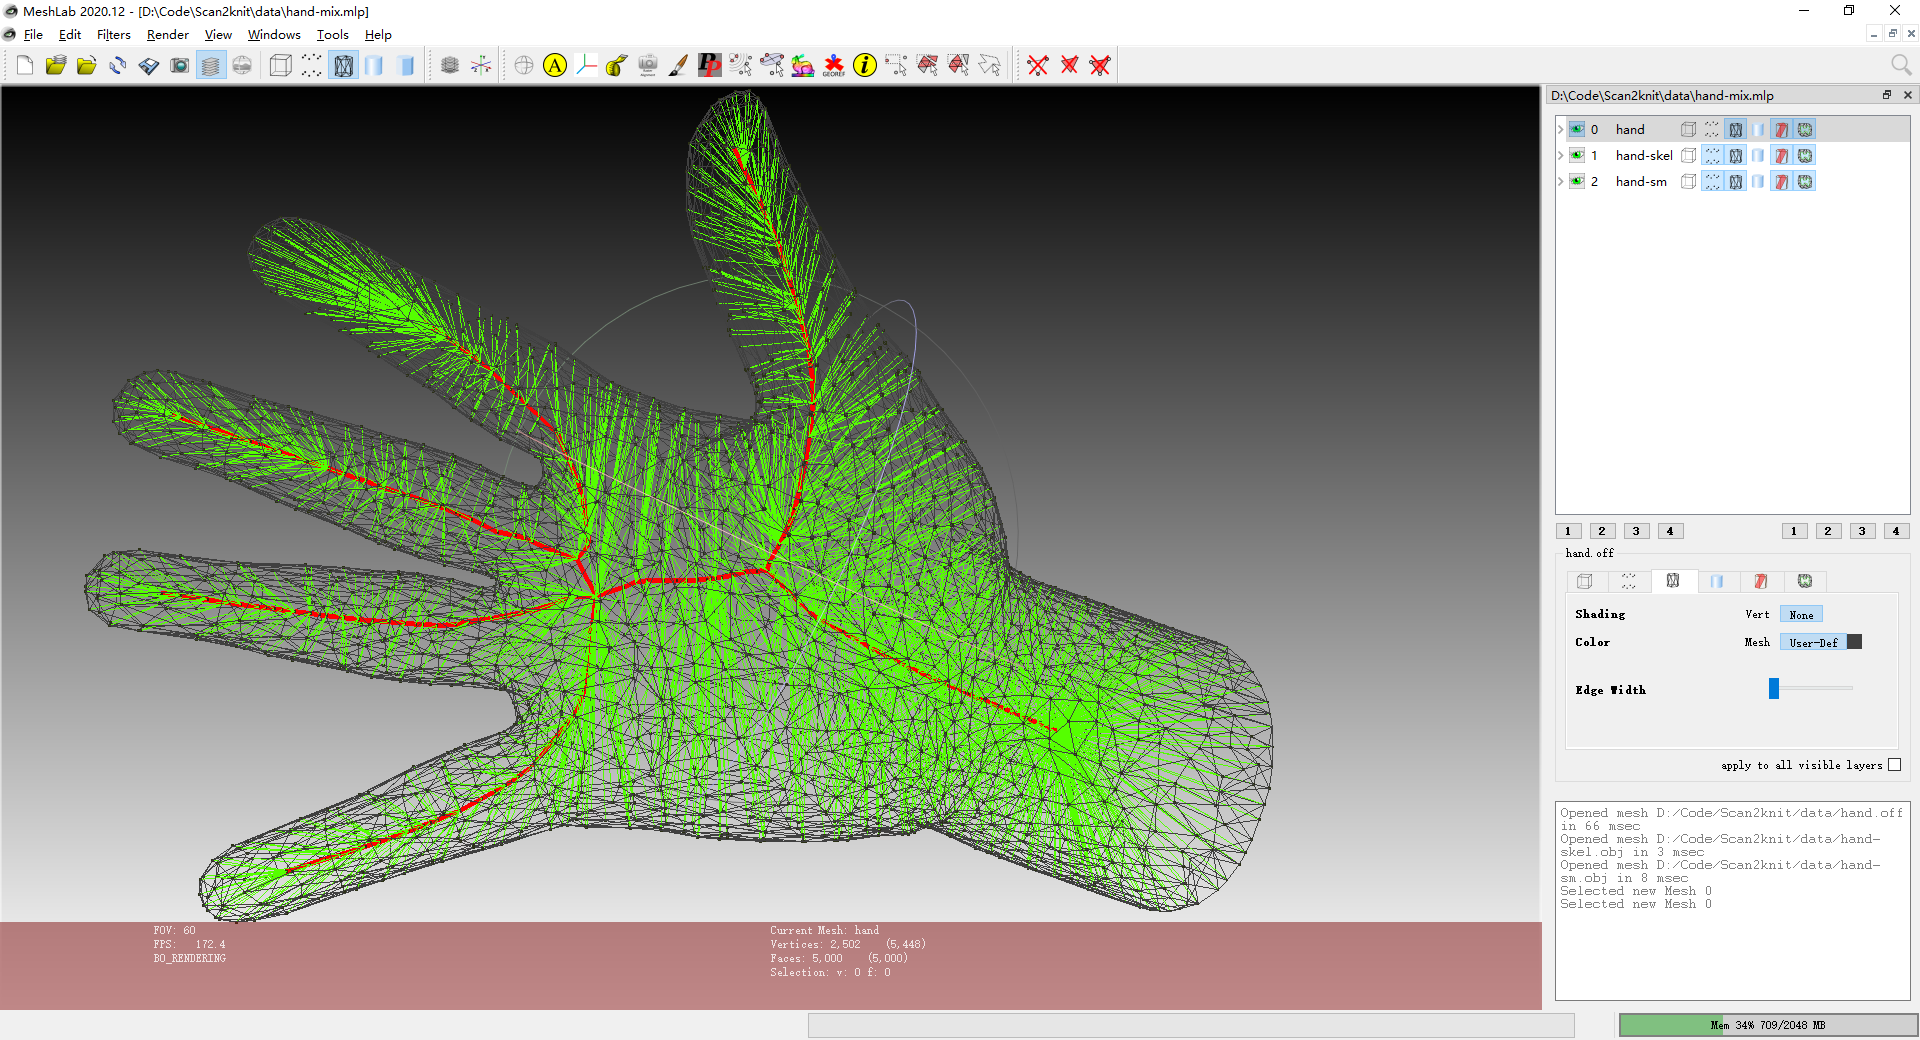 MeshLab 2020.12 - [D:\Code\Scan2knit\data\hand-mix.mlp]
File Edit Filters Render View Windows Tools Help
A
PP
GEOREF
i
D:\Code\Scan2knit\data\hand-mix.mlp
0 hand
1 hand-skel
2 hand-sm
1 2 3 4 1 2 3 4
hand.off
Shading Vert None
Color Mesh User-Def
Edge Width
apply to all visible layers
Opened mesh D:/Code/Scan2knit/data/hand.off
in 66 msec
Opened mesh D:/Code/Scan2knit/data/hand-
skel.obj in 3 msec
Opened mesh D:/Code/Scan2knit/data/hand-
sm.obj in 8 msec
Selected new Mesh 0
Selected new Mesh 0
FOV: 60
FPS: 172.4
BO_RENDERING
Current Mesh: hand
Vertices: 2,502 (5,448)
Faces: 5,000 (5,000)
Selection: v: 0 f: 0
Mem 34% 709/2048 MB